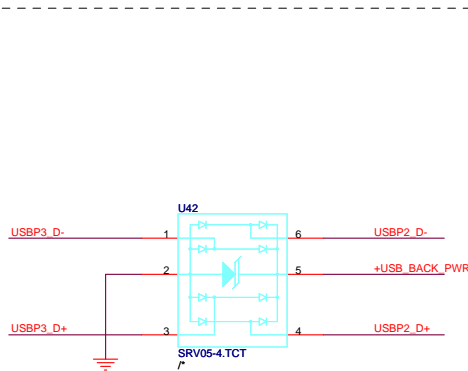 U42
USBP3_D- 1 6 USBP2_D-
2 5 +USB_BACK_PWR
USBP3_D+ 3 4 USBP2_D+
SRV05-4.TCT
/*